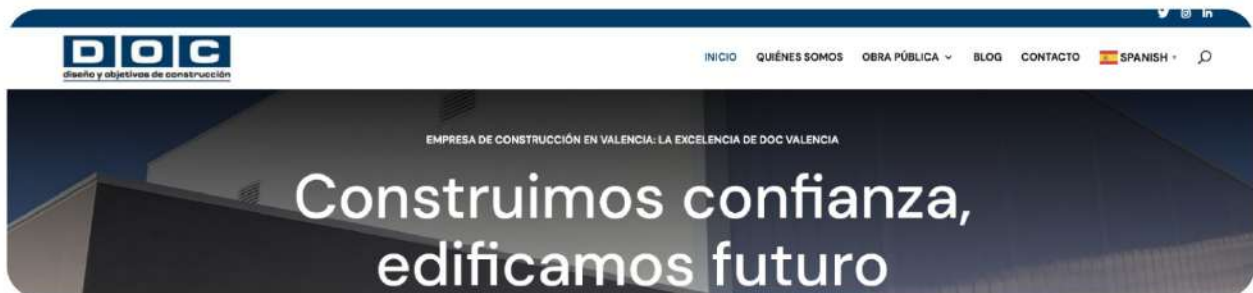 DOC
diseño y objetivos de construcción
INICIO QUIÉNES SOMOS OBRA PÚBLICA BLOG CONTACTO SPANISH
EMPRESA DE CONSTRUCCIÓN EN VALENCIA: LA EXCELENCIA DE DOC VALENCIA
Construimos confianza,
edificamos futuro